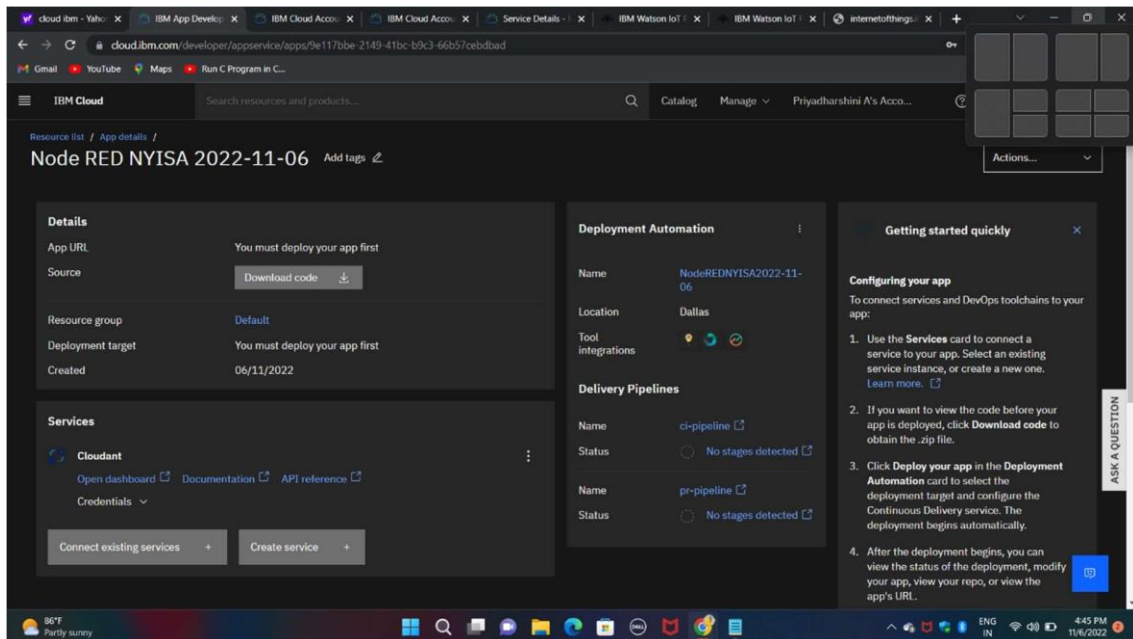 cloud ibm - Yaho
IBM App Develop
IBM Cloud Accou
IBM Cloud Accou
Service Details - I
IBM Watson IoT P
IBM Watson IoT P
internetofthings.i
cloud.ibm.com/developer/appservice/apps/9e117bbe-2149-41bc-b9c3-66b57cebdbad
Gmail YouTube Maps Run C Program in C...
IBM Cloud
Search resources and products...
Catalog Manage Priyadharshini A's Acco...
Resource list / App details /
Node RED NYISA 2022-11-06 Add tags
Actions...
Details
App URL You must deploy your app first
Source Download code
Resource group Default
Deployment target You must deploy your app first
Created 06/11/2022
Services
Cloudant
Open dashboard Documentation API reference
Credentials
Connect existing services +
Create service +
Deployment Automation
Name NodeREDNYISA2022-11-
06
Location Dallas
Tool
integrations
Delivery Pipelines
Name ci-pipeline
Status No stages detected
Name pr-pipeline
Status No stages detected
Getting started quickly
Configuring your app
To connect services and DevOps toolchains to your
app:
1. Use the Services card to connect a
service to your app. Select an existing
service instance, or create a new one.
Learn more.
2. If you want to view the code before your
app is deployed, click Download code to
obtain the .zip file.
3. Click Deploy your app in the Deployment
Automation card to select the
deployment target and configure the
Continuous Delivery service. The
deployment begins automatically.
4. After the deployment begins, you can
view the status of the deployment, modify
your app, view your repo, or view the
app's URL.
ASK A QUESTION
86°F
Partly sunny
ENG
IN
4:45 PM
11/6/2022